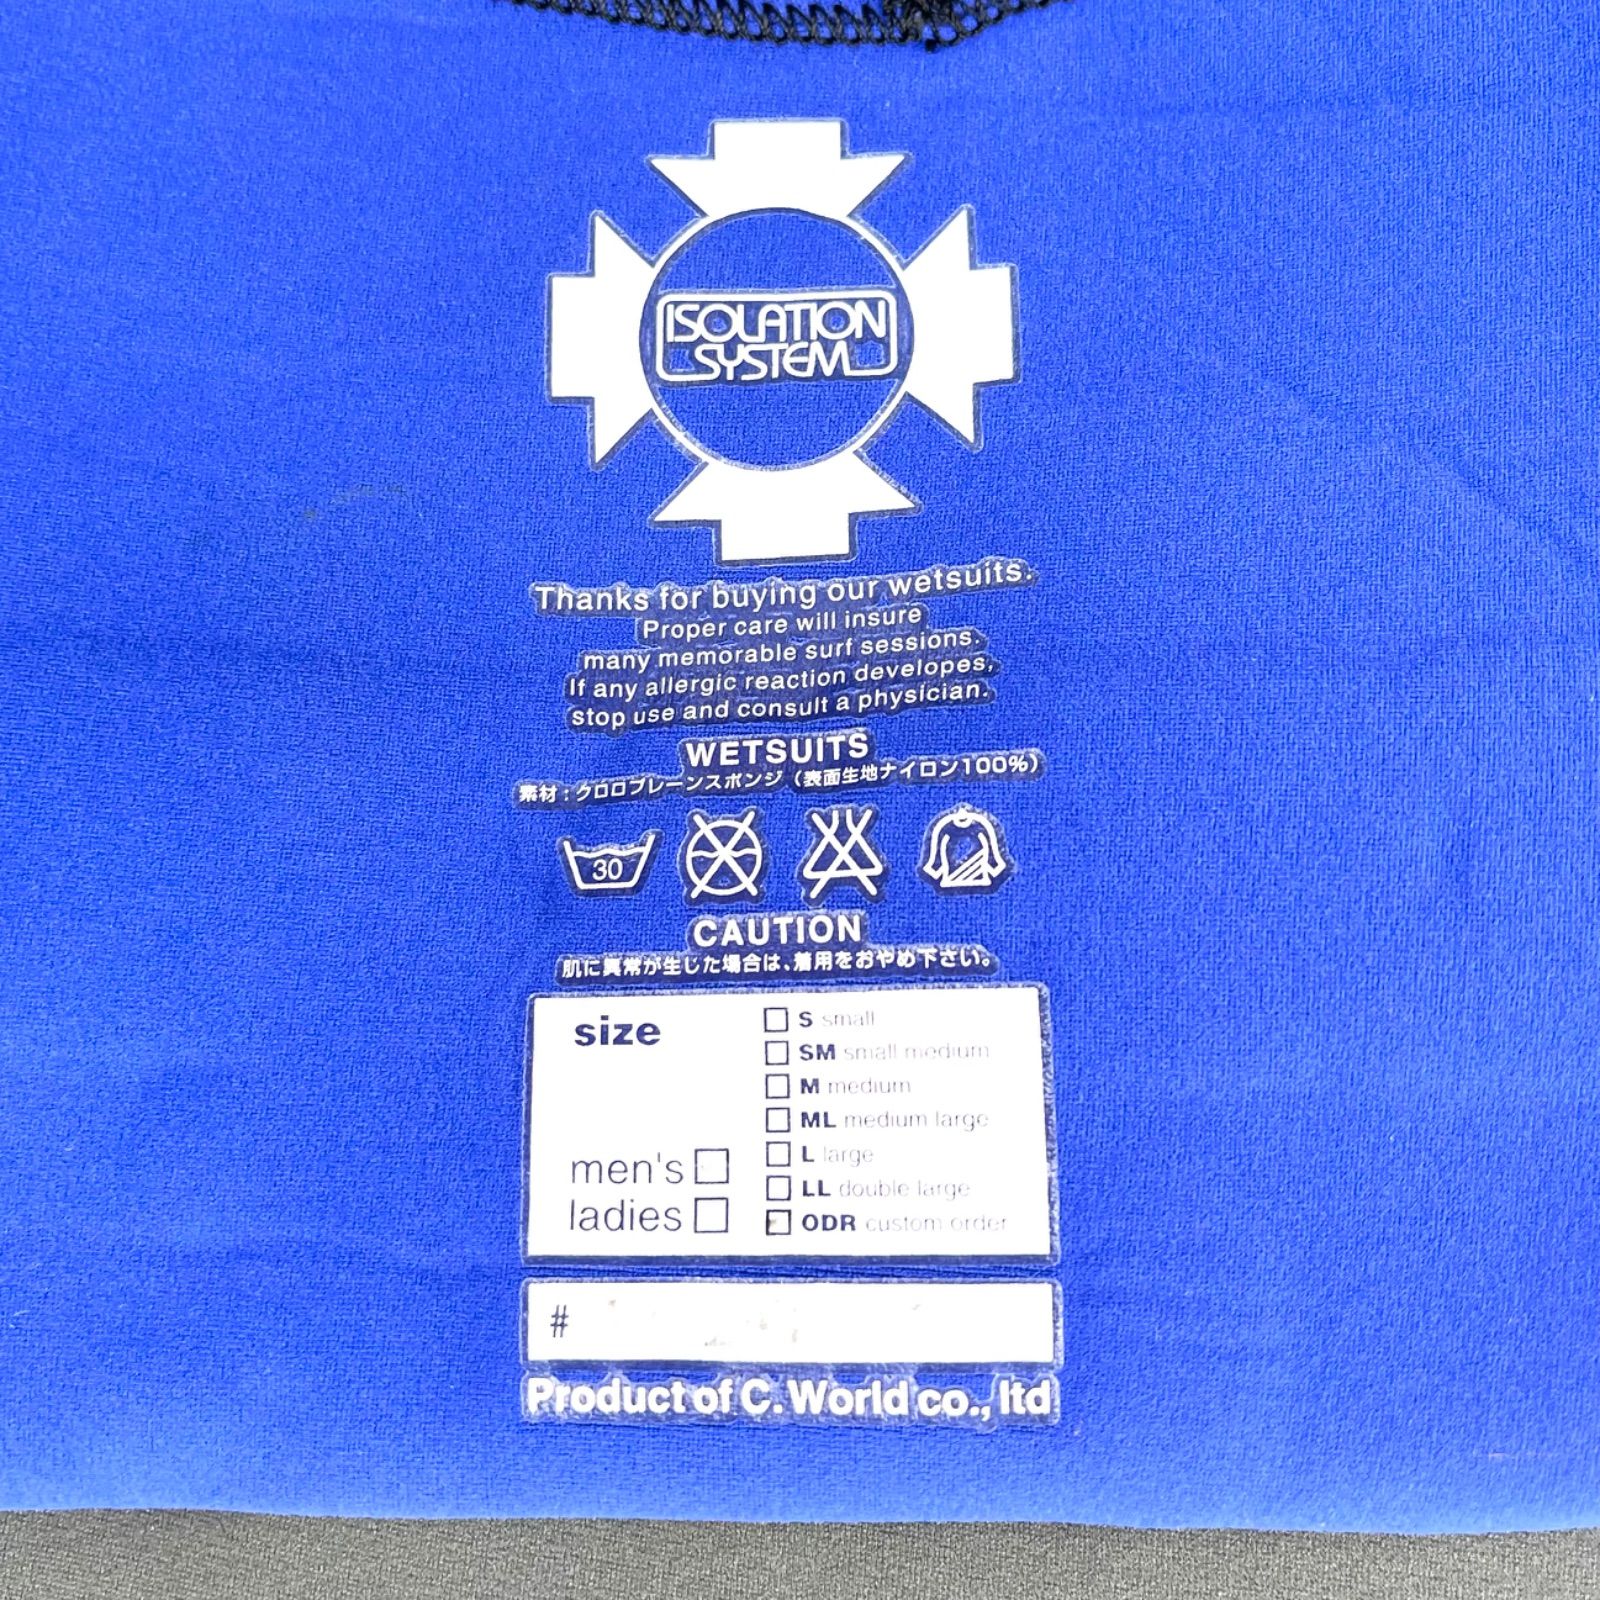 ISOLATION
SYSTEM
Thanks for buying our wetsuits.
Proper care will insure
many memorable surf sessions.
If any allergic reaction developes,
stop use and consult a physician.
WETSUITS
素材：クロロプレーンスポンジ（表面生地ナイロン100%）
30
CAUTION
肌に異常が生じた場合は、着用をおやめ下さい。
size
S small
SM small medium
M medium
ML medium large
L large
LL double large
ODR custom order
men's
ladies
#
Product of C. World co., ltd